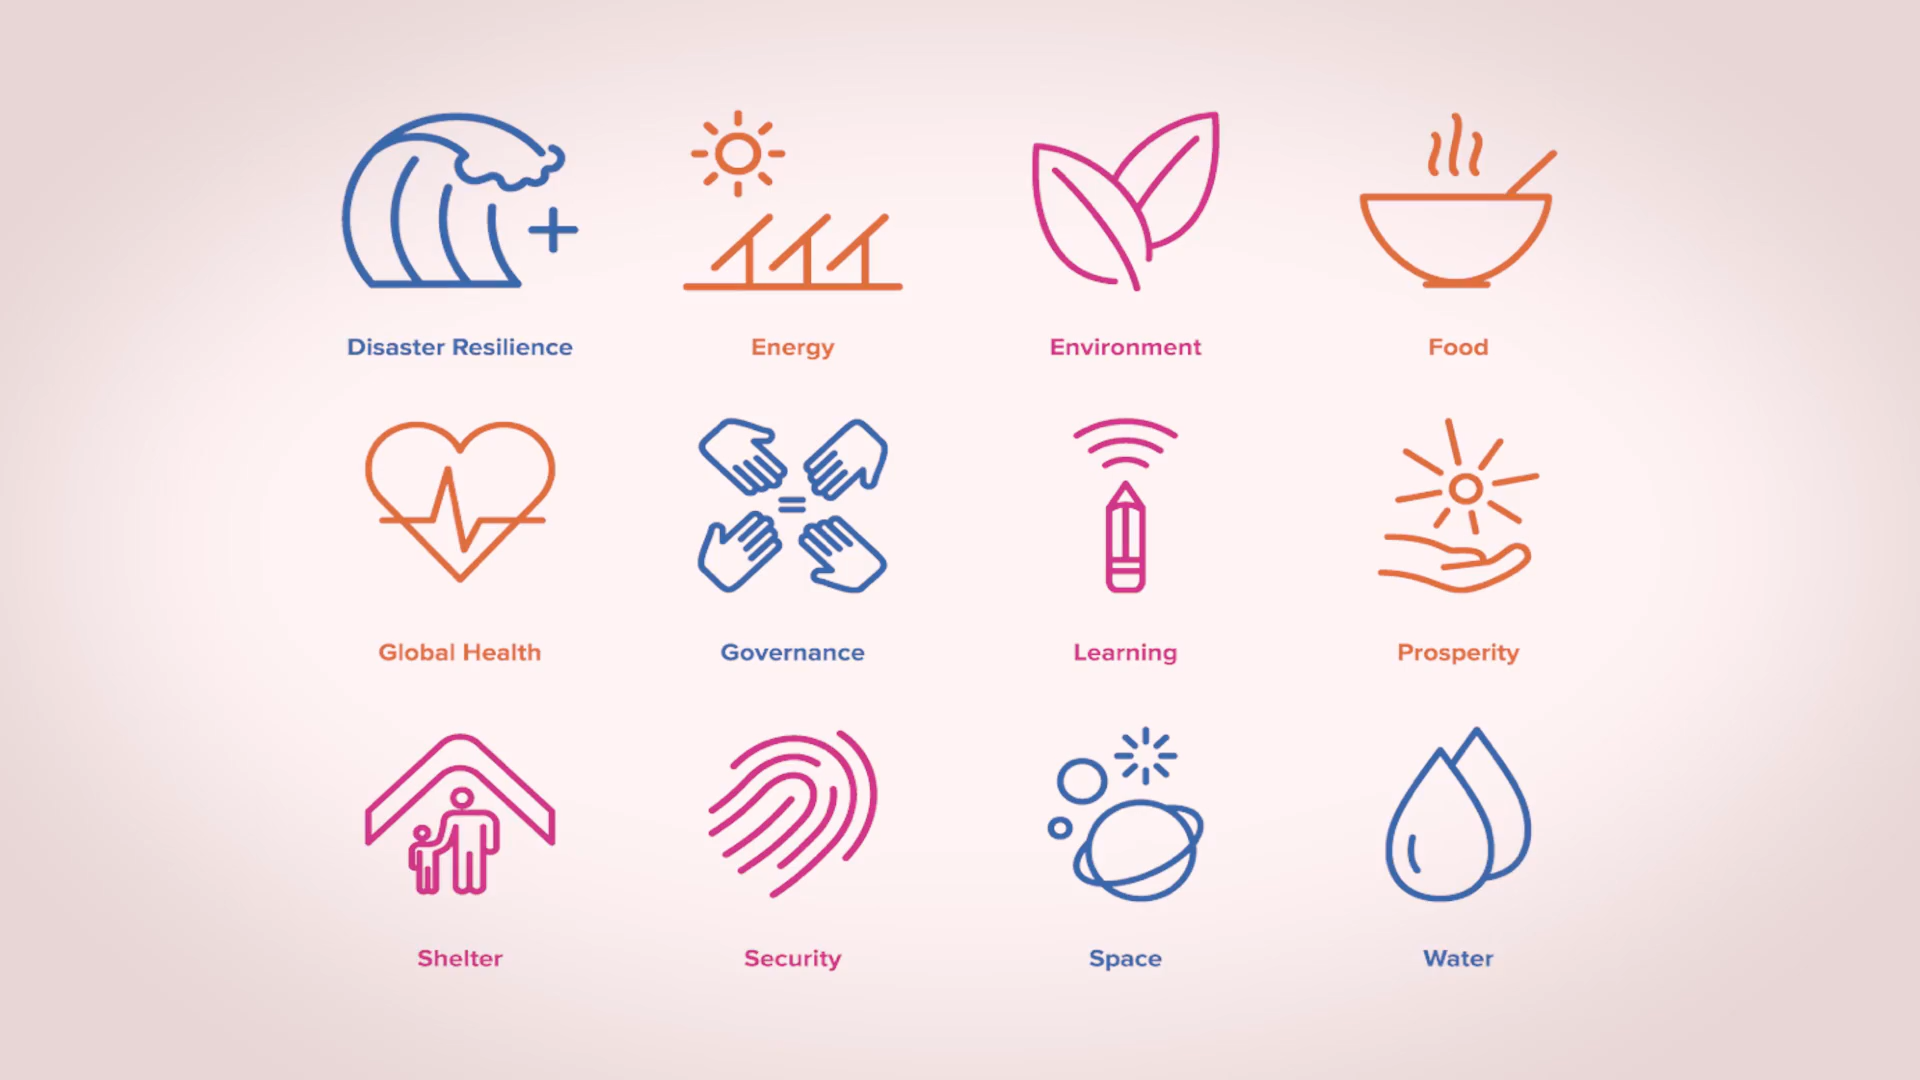 Disaster Resilience
Energy
Environment
Food
Global Health
Governance
Learning
Prosperity
Shelter
Security
Space
Water